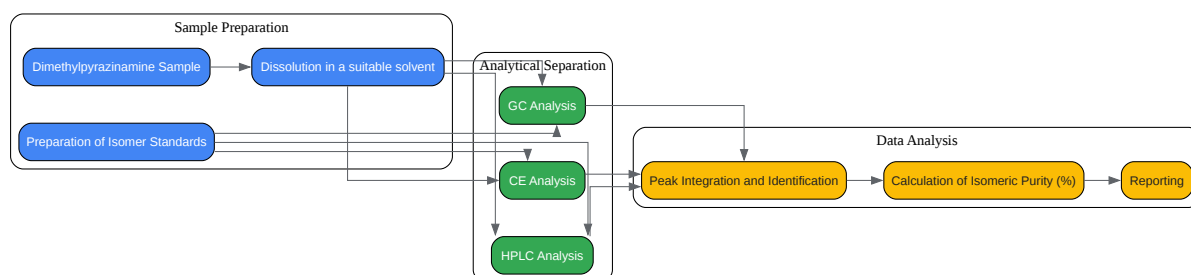 Sample Preparation
Dimethylpyrazinamine Sample
Dissolution in a suitable solvent
Preparation of Isomer Standards
Analytical Separation
GC Analysis
CE Analysis
HPLC Analysis
Data Analysis
Peak Integration and Identification
Calculation of Isomeric Purity (%)
Reporting